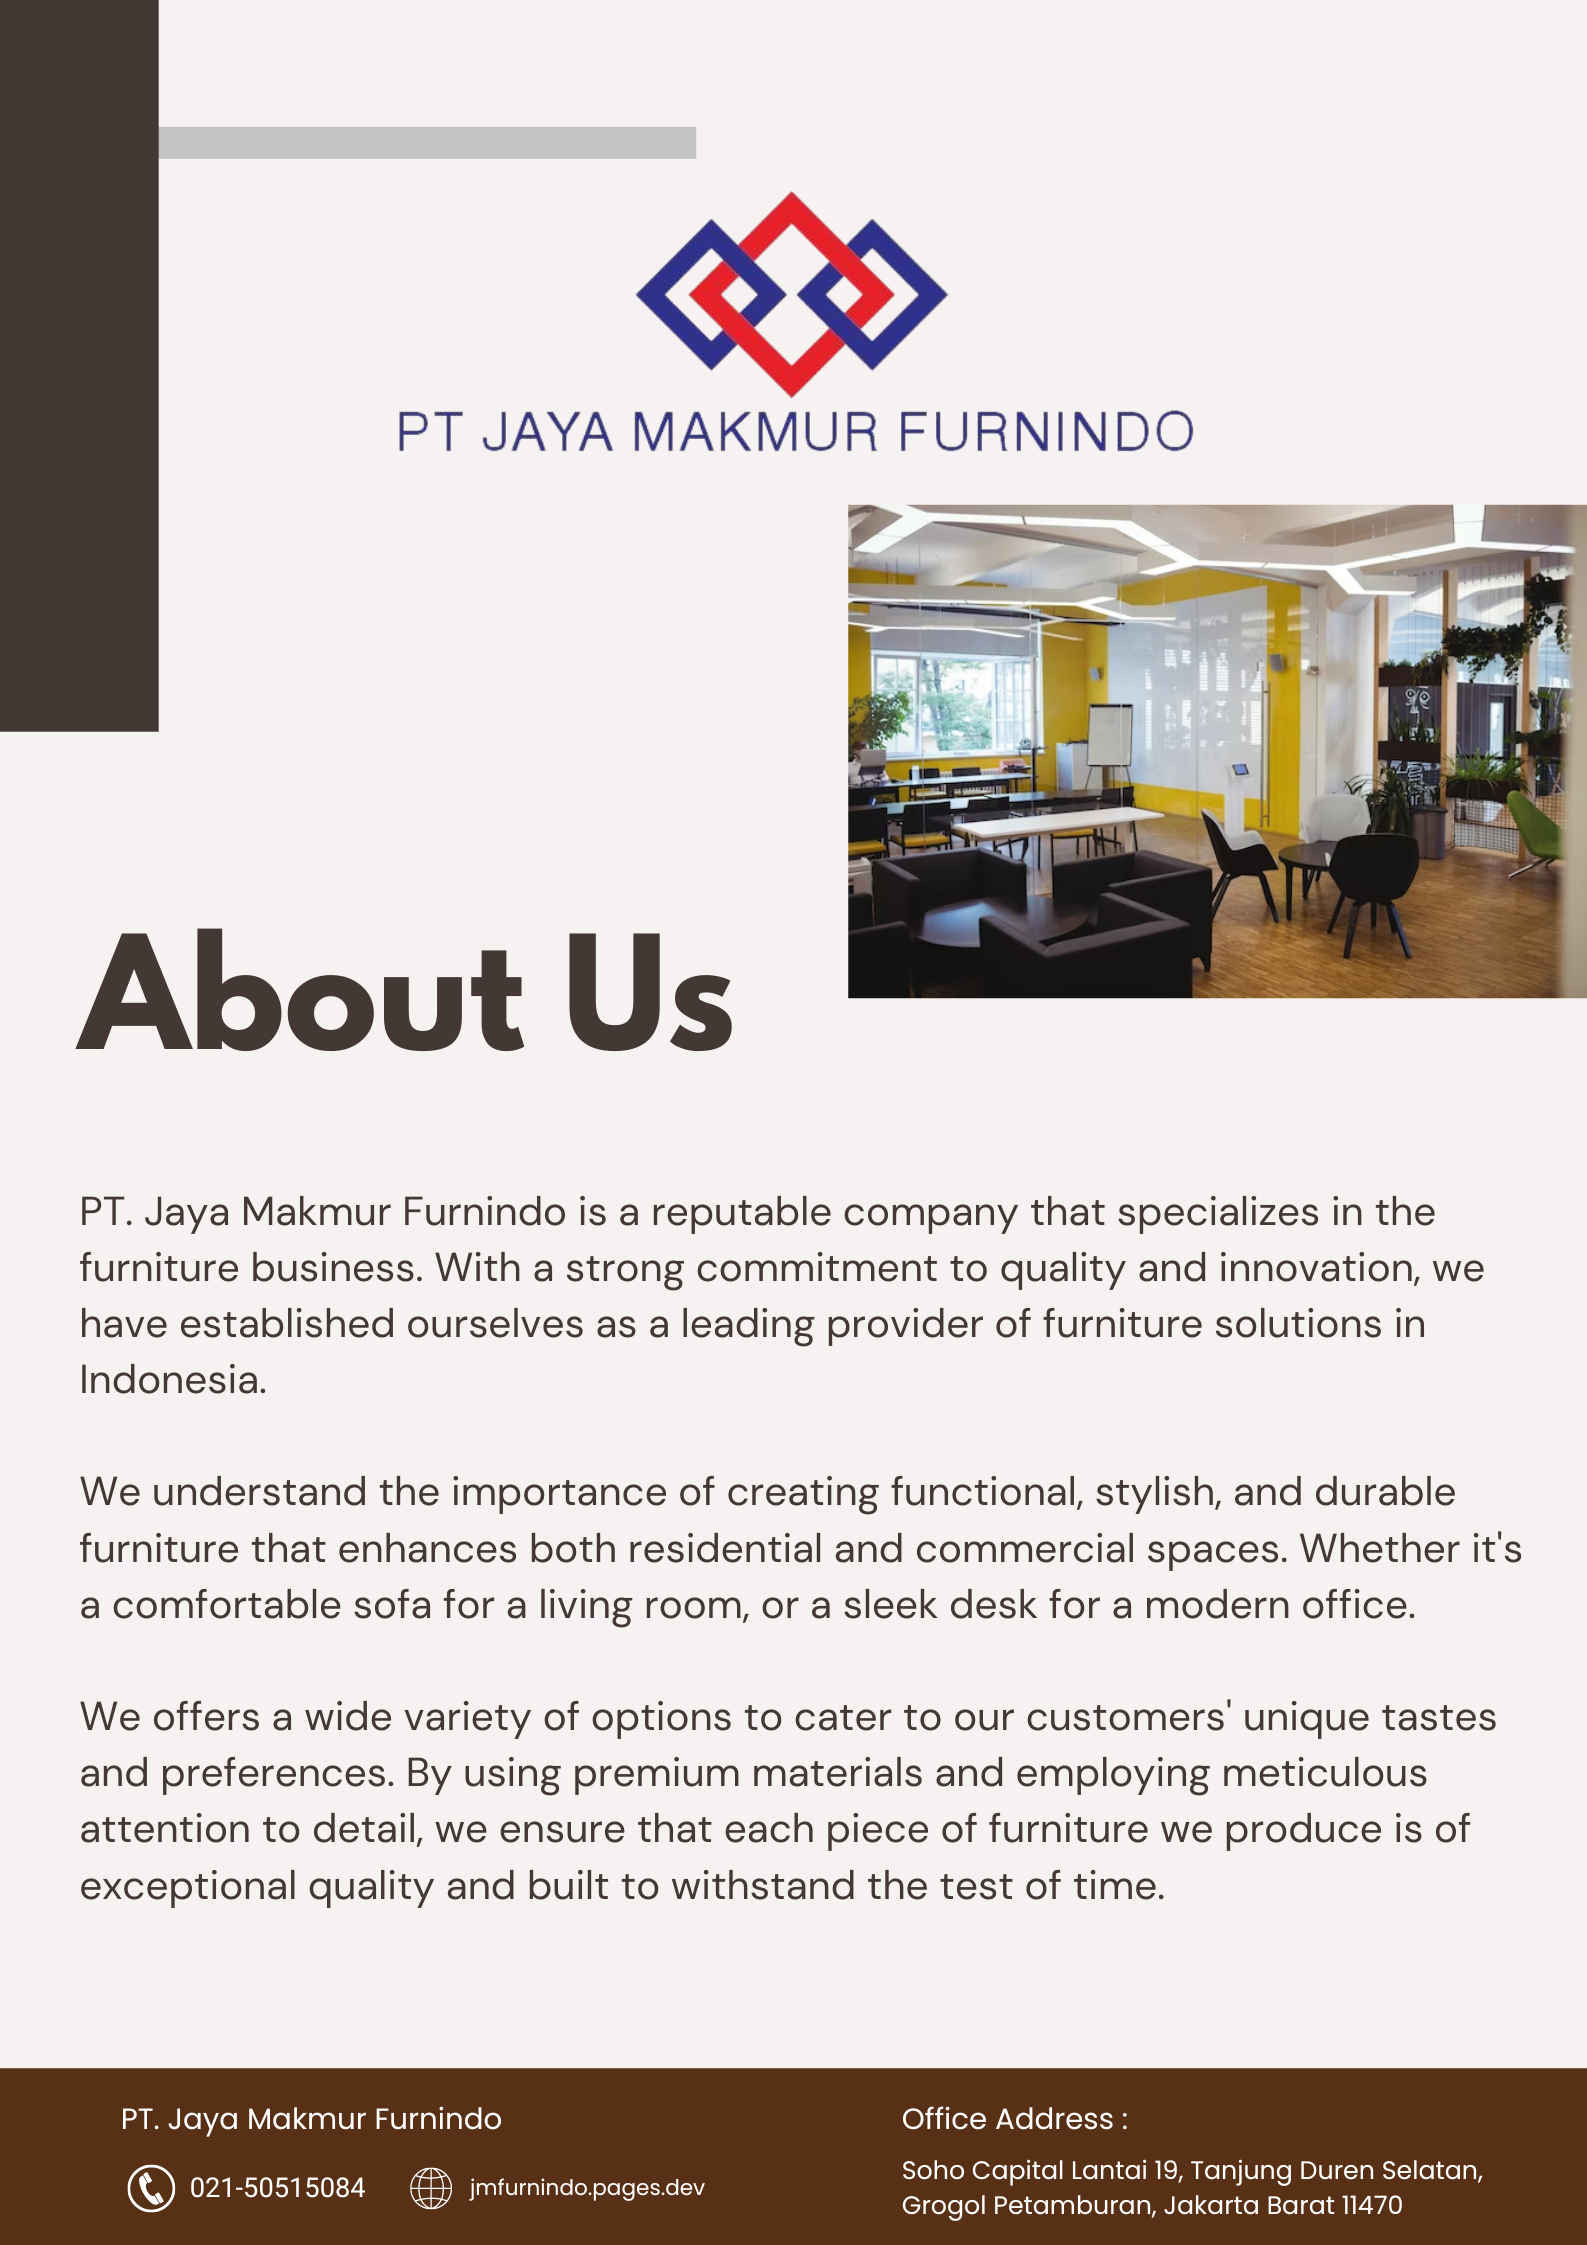 PT JAYA MAKMUR FURNINDO
About Us
PT. Jaya Makmur Furnindo is a reputable company that specializes in the
furniture business. With a strong commitment to quality and innovation, we
have established ourselves as a leading provider of furniture solutions in
Indonesia.
We understand the importance of creating functional, stylish, and durable
furniture that enhances both residential and commercial spaces. Whether it's
a comfortable sofa for a living room, or a sleek desk for a modern office.
We offers a wide variety of options to cater to our customers' unique tastes
and preferences. By using premium materials and employing meticulous
attention to detail, we ensure that each piece of furniture we produce is of
exceptional quality and built to withstand the test of time.
PT. Jaya Makmur Furnindo
021-50515084
jmfurnindo.pages.dev
Office Address :
Soho Capital Lantai 19, Tanjung Duren Selatan,
Grogol Petamburan, Jakarta Barat 11470